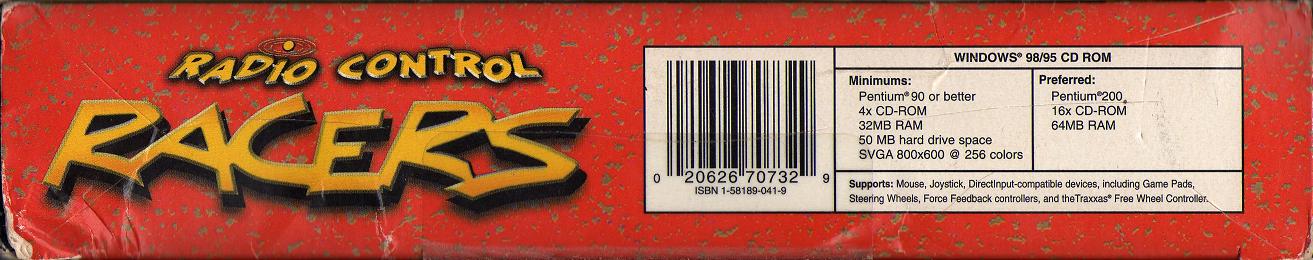 RADIO CONTROL
RACERS
0 20626 70732 9
ISBN 1-58189-041-9
WINDOWS® 98/95 CD ROM
Minimums:
Pentium® 90 or better
4x CD-ROM
32MB RAM
50 MB hard drive space
SVGA 800x600 @ 256 colors
Preferred:
Pentium®200
16x CD-ROM
64MB RAM
Supports: Mouse, Joystick, DirectInput-compatible devices, including Game Pads,
Steering Wheels, Force Feedback controllers, and theTraxxas® Free Wheel Controller.